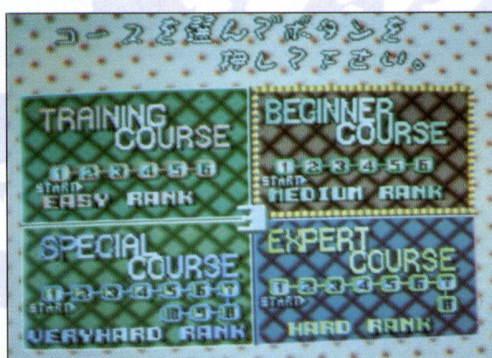 コースを選んでボタンを
押して下さい。
TRAINING
COURSE
1 2 3 4 5 6
START
EASY RANK
BEGINNER
COURSE
1 2 3 4 5 6
START
MEDIUM RANK
SPECIAL
COURSE
1 2 3 4 5 6 7
START
10 9 8
VERYHARD RANK
EXPERT
COURSE
1 2 3 4 5 6 7
START
8
HARD RANK